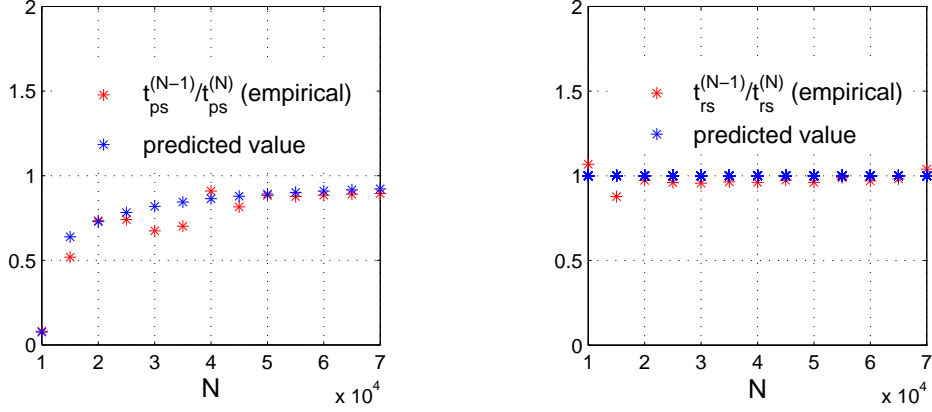 2
1.5
1
0.5
0
t_ps^(N−1)/t_ps^(N) (empirical)
predicted value
1 2 3 4 5 6 7
N
x 10^4
2
1.5
1
0.5
0
t_rs^(N−1)/t_rs^(N) (empirical)
predicted value
1 2 3 4 5 6 7
N
x 10^4